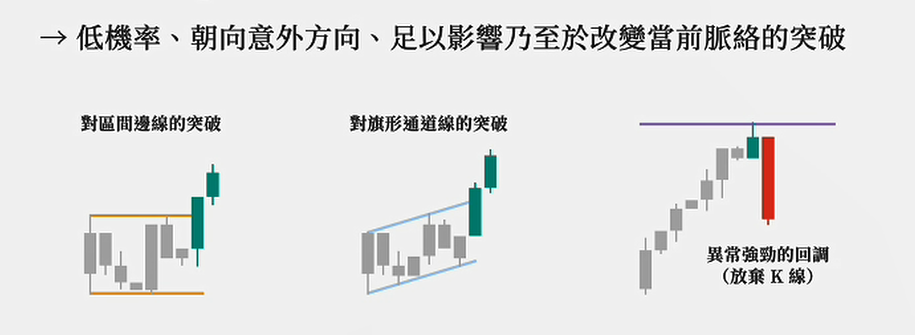 → 低機率、朝向意外方向、足以影響乃至於改變當前脈絡的突破
對區間邊線的突破
對旗形通道線的突破
異常強勁的回調
（放棄 K 線）